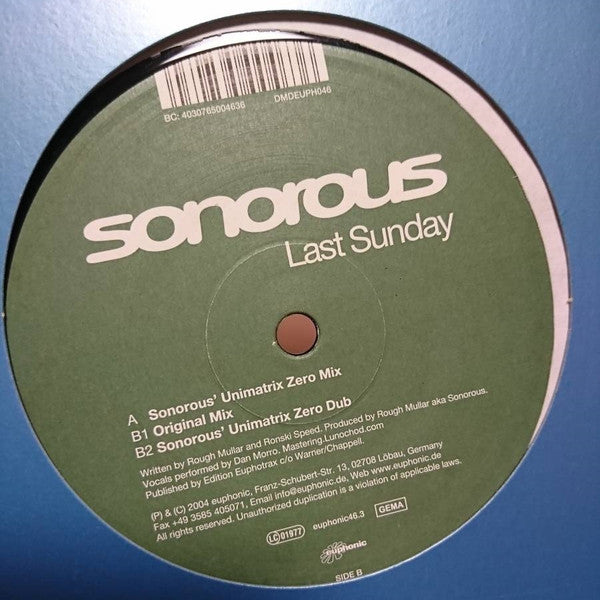 BC: 4030765004636
DMDEUPH046
sonorous
Last Sunday
A Sonorous' Unimatrix Zero Mix
B1 Original Mix
B2 Sonorous' Unimatrix Zero Dub
Written by Rough Mullar and Ronski Speed. Produced by Rough Mullar aka Sonorous.
Vocals performed by Dan Morro. Mastering.Lunochod.com
Published by Edition Euphotrax c/o Warner/Chappell.
(P) & (C) 2004 euphonic, Franz-Schubert-Str. 13, 02708 Löbau, Germany
Fax +49 3585 405071, Email info@euphonic.de, Web www.euphonic.de
All rights reserved. Unauthorized duplication is a violation of applicable laws.
LC 01977 euphonic46.3 GEMA
euphonic
SIDE B